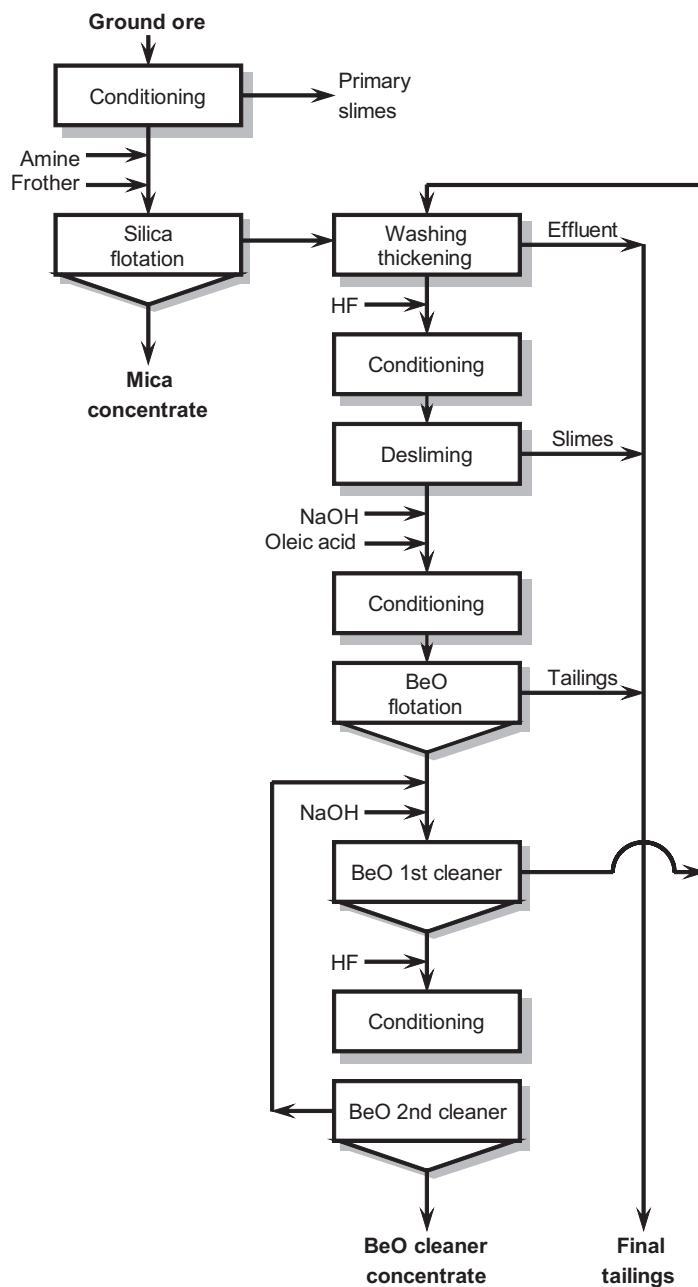 Ground ore
Conditioning
Primary
slimes
Amine
Frother
Silica
flotation
Washing
thickening
Effluent
HF
Mica
concentrate
Conditioning
Desliming
Slimes
NaOH
Oleic acid
Conditioning
BeO
flotation
Tailings
NaOH
BeO 1st cleaner
HF
Conditioning
BeO 2nd cleaner
BeO cleaner
concentrate
Final
tailings